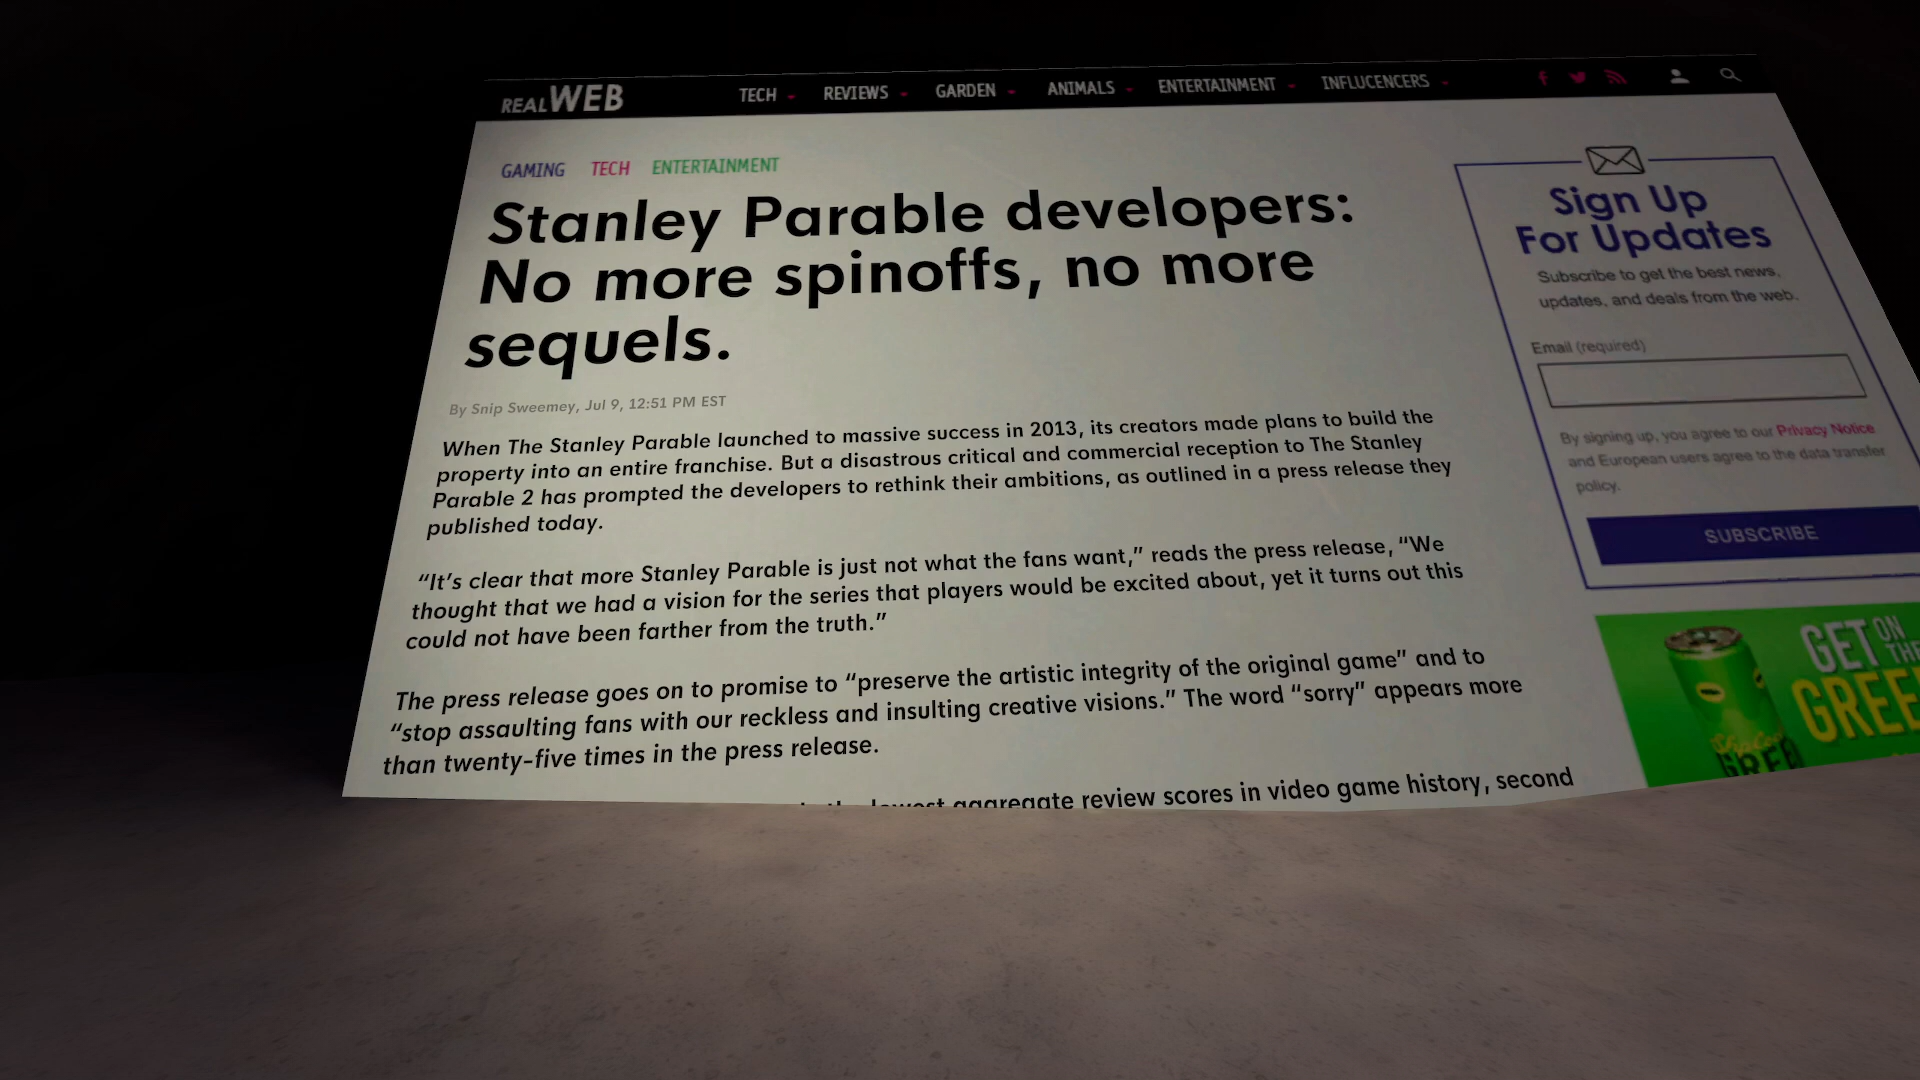 REAL WEB TECH REVIEWS GARDEN ANIMALS ENTERTAINMENT INFLUCENCERS
GAMING TECH ENTERTAINMENT
Stanley Parable developers:
No more spinoffs, no more
sequels.
By Snip Sweemey, Jul 9, 12:51 PM EST
When The Stanley Parable launched to massive success in 2013, its creators made plans to build the
property into an entire franchise. But a disastrous critical and commercial reception to The Stanley
Parable 2 has prompted the developers to rethink their ambitions, as outlined in a press release they
published today.
“It’s clear that more Stanley Parable is just not what the fans want,” reads the press release, “We
thought that we had a vision for the series that players would be excited about, yet it turns out this
could not have been farther from the truth.”
The press release goes on to promise to “preserve the artistic integrity of the original game” and to
“stop assaulting fans with our reckless and insulting creative visions.” The word “sorry” appears more
than twenty-five times in the press release.
lowest aggregate review scores in video game history, second
Sign Up
For Updates
Subscribe to get the best news,
updates, and deals from the web.
Email (required)
By signing up, you agree to our Privacy Notice
and European users agree to the data transfer
policy.
SUBSCRIBE
GET ON
THE